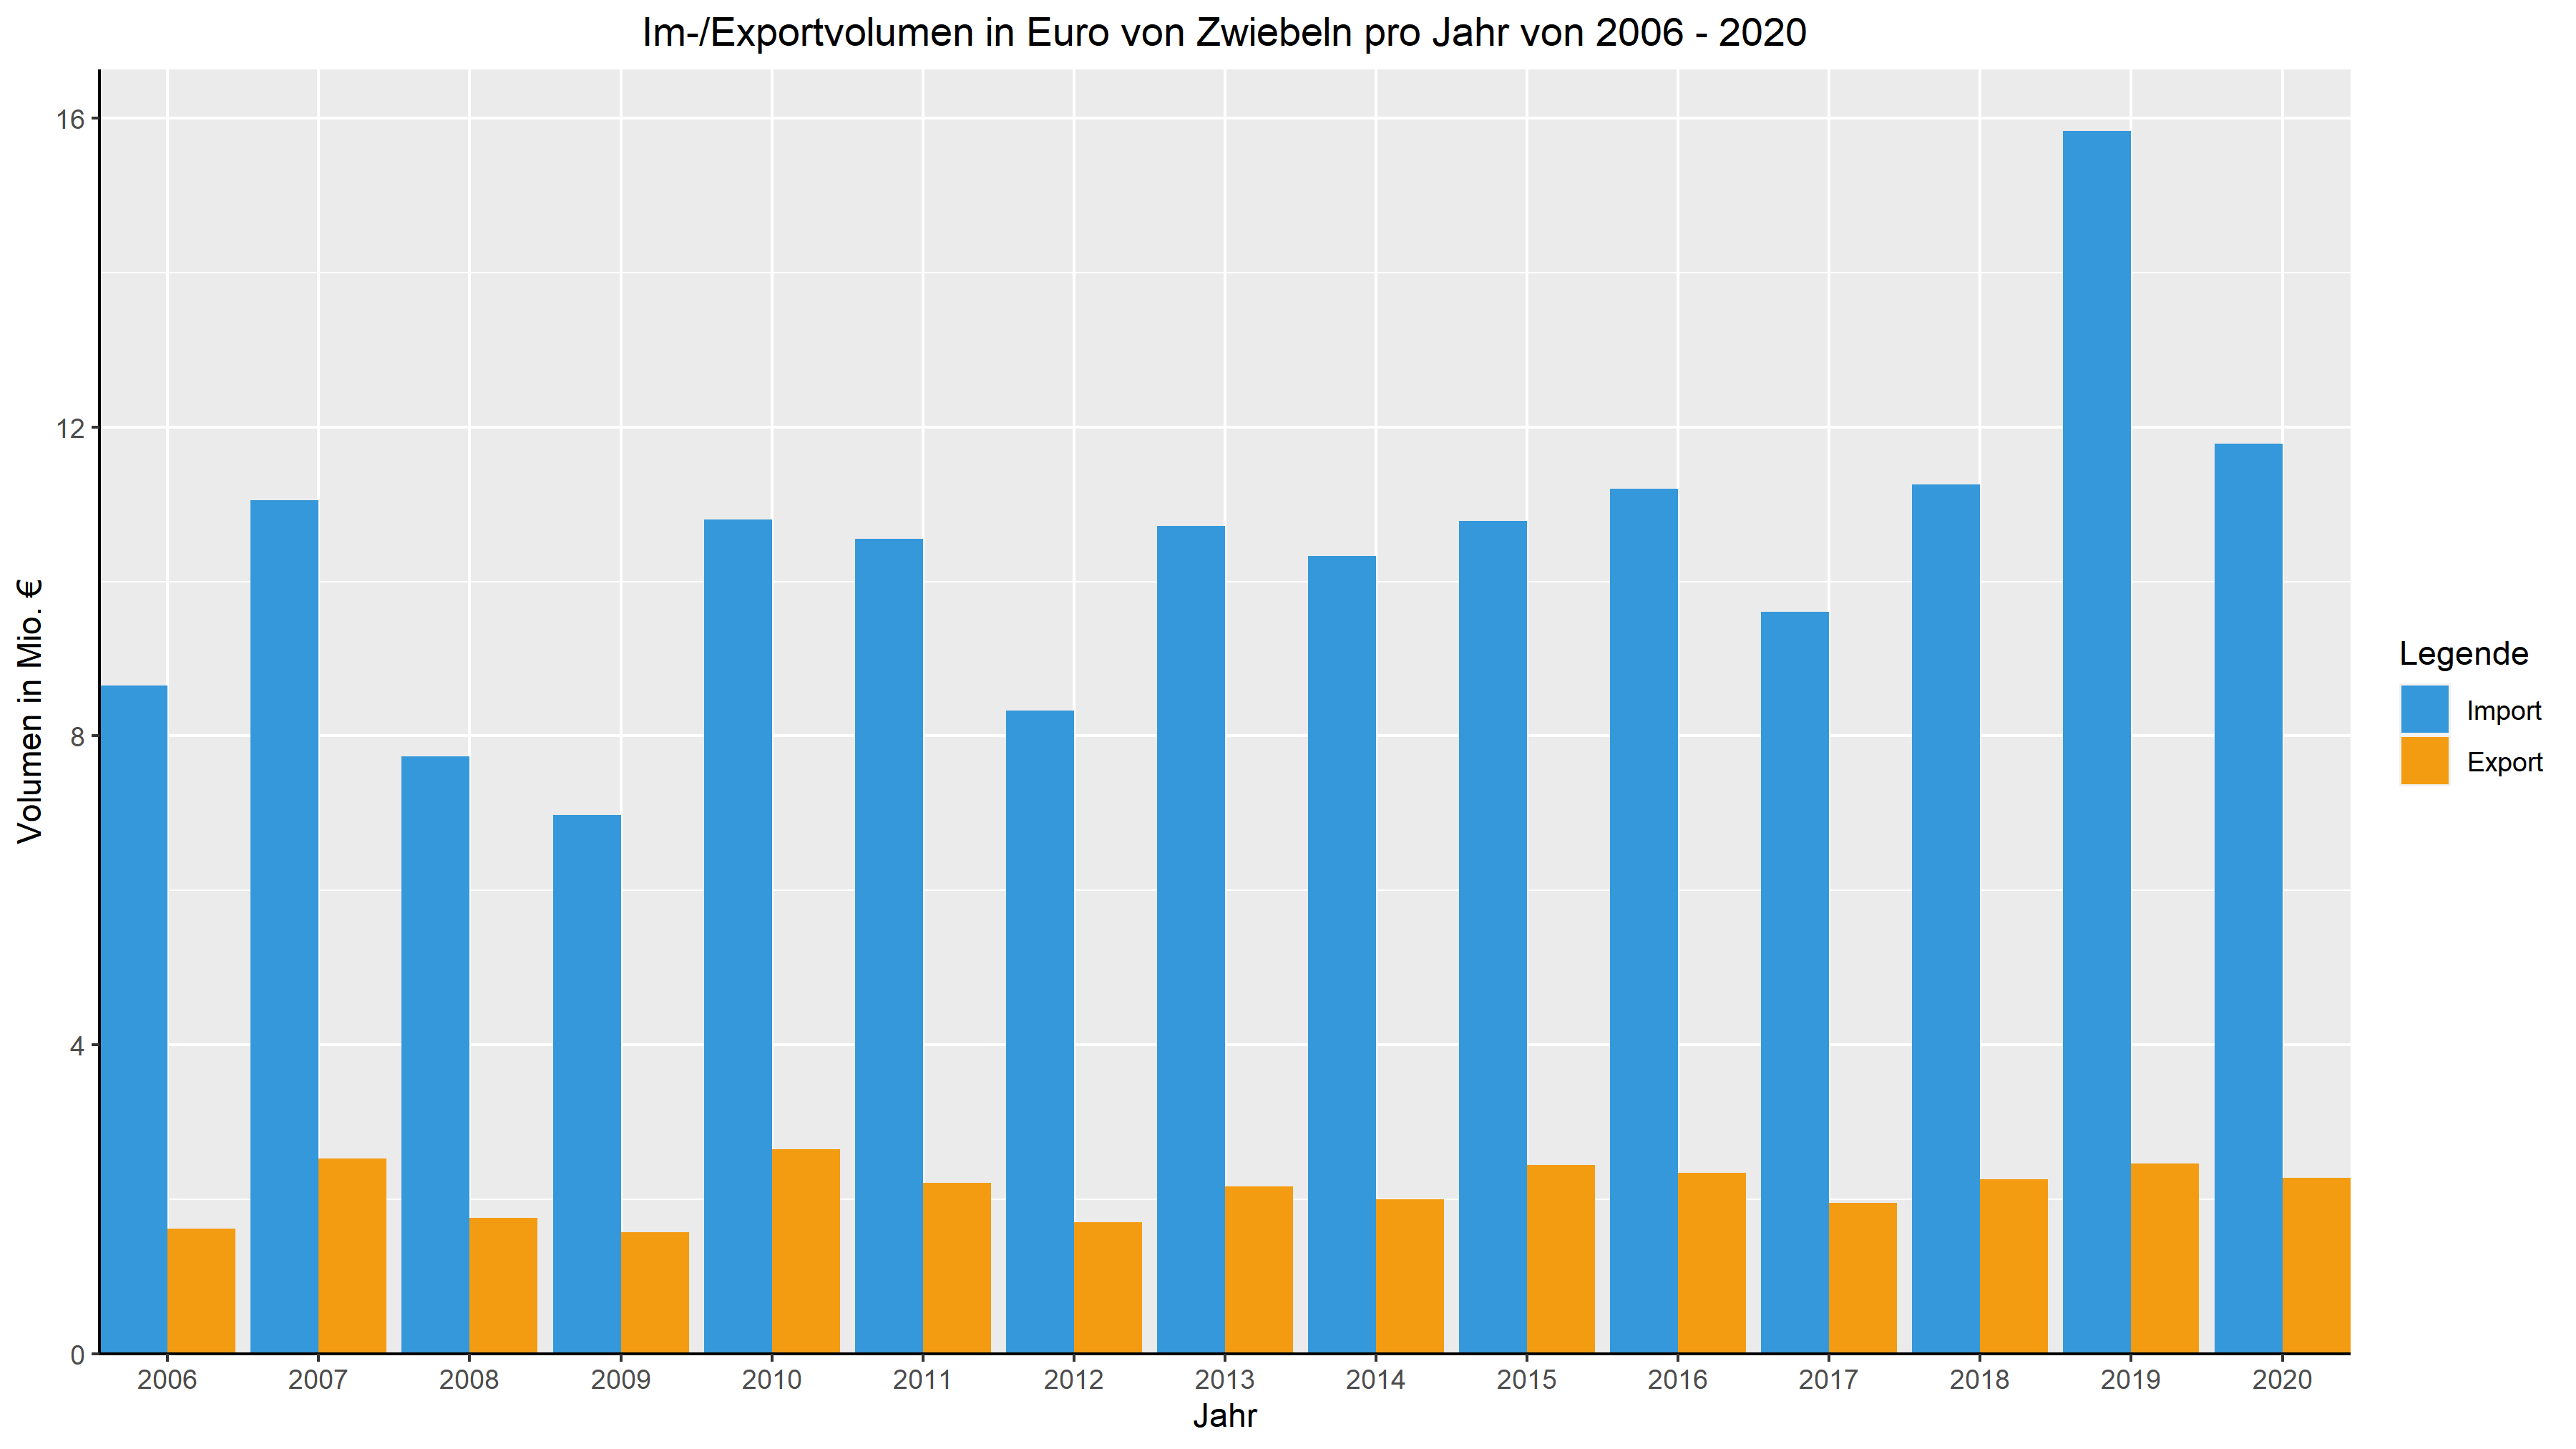 Im-/Exportvolumen in Euro von Zwiebeln pro Jahr von 2006 - 2020
Volumen in Mio. €
16
12
8
4
0
2006 2007 2008 2009 2010 2011 2012 2013 2014 2015 2016 2017 2018 2019 2020
Jahr
Legende
Import
Export